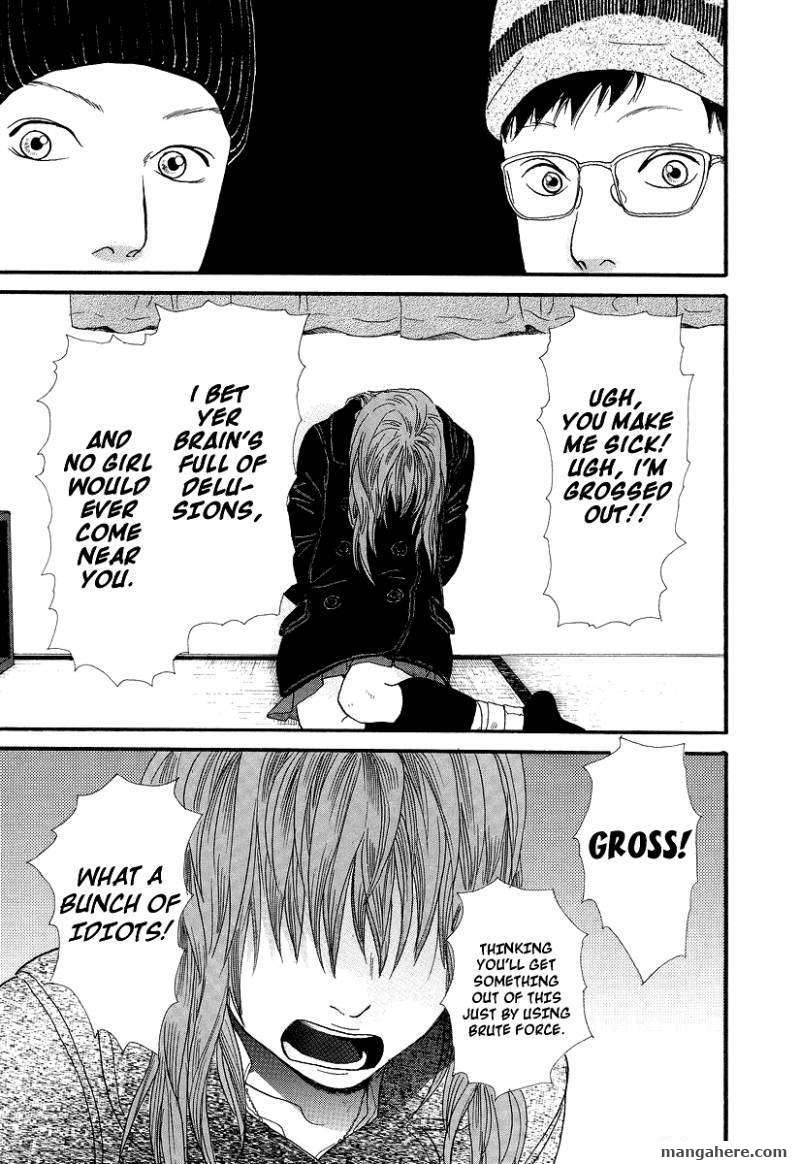 UGH,
YOU MAKE
ME SICK!
UGH, I'M
GROSSED
OUT!!
I BET
YER
BRAIN'S
FULL OF
DELU-
SIONS,
AND
NO GIRL
WOULD
EVER
COME
NEAR
YOU.
GROSS!
THINKING
YOU'LL GET
SOMETHING
OUT OF THIS
JUST BY USING
BRUTE FORCE.
WHAT A
BUNCH OF
IDIOTS!
mangahere.com